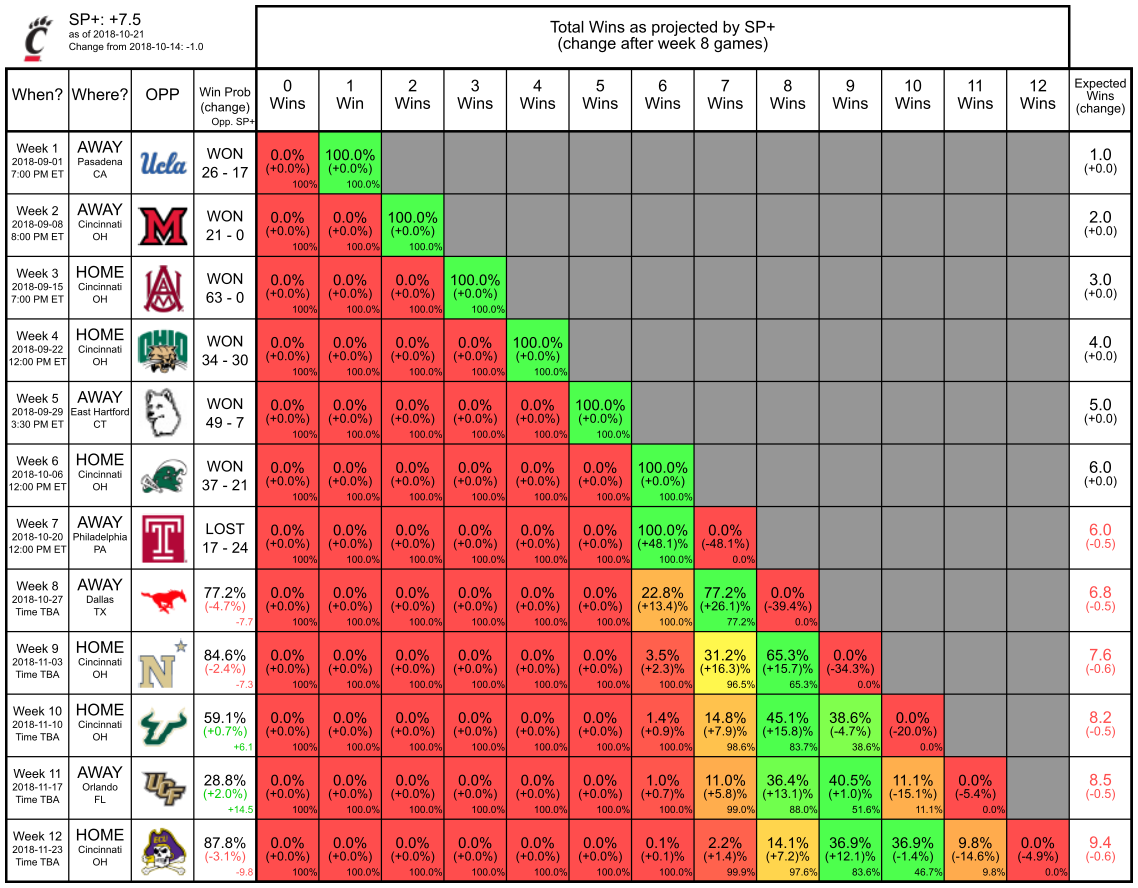 SP+: +7.5
as of 2018-10-21
Change from 2018-10-14: -1.0
C
Total Wins as projected by SP+
(change after week 8 games)
When? Where? OPP Win Prob (change) Opp. SP+ 0 Wins 1 Win 2 Wins 3 Wins 4 Wins 5 Wins 6 Wins 7 Wins 8 Wins 9 Wins 10 Wins 11 Wins 12 Wins Expected Wins (change)
Week 1 AWAY WON 0.0% 100.0% 1.0
2018-09-01 Pasadena Ucla 26 - 17 (+0.0%) (+0.0%) (+0.0)
7:00 PM ET CA 100% 100.0%
Week 2 AWAY WON 0.0% 0.0% 100.0% 2.0
2018-09-08 Cincinnati M 21 - 0 (+0.0%) (+0.0%) (+0.0%) (+0.0)
8:00 PM ET OH 100% 100.0% 100.0%
Week 3 HOME WON 0.0% 0.0% 0.0% 100.0% 3.0
2018-09-15 Cincinnati 63 - 0 (+0.0%) (+0.0%) (+0.0%) (+0.0%) (+0.0)
7:00 PM ET OH 100% 100.0% 100.0% 100.0%
Week 4 HOME WON 0.0% 0.0% 0.0% 0.0% 100.0% 4.0
2018-09-22 Cincinnati OHIO 34 - 30 (+0.0%) (+0.0%) (+0.0%) (+0.0%) (+0.0%) (+0.0)
12:00 PM ET OH 100% 100.0% 100.0% 100.0% 100.0%
Week 5 AWAY WON 0.0% 0.0% 0.0% 0.0% 0.0% 100.0% 5.0
2018-09-29 East Hartford 49 - 7 (+0.0%) (+0.0%) (+0.0%) (+0.0%) (+0.0%) (+0.0%) (+0.0)
3:30 PM ET CT 100% 100.0% 100.0% 100.0% 100.0% 100.0%
Week 6 HOME WON 0.0% 0.0% 0.0% 0.0% 0.0% 0.0% 100.0% 6.0
2018-10-06 Cincinnati 37 - 21 (+0.0%) (+0.0%) (+0.0%) (+0.0%) (+0.0%) (+0.0%) (+0.0%) (+0.0)
12:00 PM ET OH 100% 100.0% 100.0% 100.0% 100.0% 100.0% 100.0%
Week 7 AWAY LOST 0.0% 0.0% 0.0% 0.0% 0.0% 0.0% 100.0% 0.0% 6.0
2018-10-20 Philadelphia T 17 - 24 (+0.0%) (+0.0%) (+0.0%) (+0.0%) (+0.0%) (+0.0%) (+48.1)% (-48.1%) (-0.5)
12:00 PM ET PA 100% 100.0% 100.0% 100.0% 100.0% 100.0% 100.0% 0.0%
Week 8 AWAY 77.2% 0.0% 0.0% 0.0% 0.0% 0.0% 0.0% 22.8% 77.2% 0.0% 6.8
2018-10-27 Dallas (-4.7%) (+0.0%) (+0.0%) (+0.0%) (+0.0%) (+0.0%) (+0.0%) (+13.4)% (+26.1)% (-39.4%) (-0.5)
Time TBA TX -7.7 100% 100.0% 100.0% 100.0% 100.0% 100.0% 100.0% 77.2% 0.0%
Week 9 HOME 84.6% 0.0% 0.0% 0.0% 0.0% 0.0% 0.0% 3.5% 31.2% 65.3% 0.0% 7.6
2018-11-03 Cincinnati N (-2.4%) (+0.0%) (+0.0%) (+0.0%) (+0.0%) (+0.0%) (+0.0%) (+2.3)% (+16.3)% (+15.7)% (-34.3%) (-0.6)
Time TBA OH -7.3 100% 100.0% 100.0% 100.0% 100.0% 100.0% 100.0% 96.5% 65.3% 0.0%
Week 10 HOME 59.1% 0.0% 0.0% 0.0% 0.0% 0.0% 0.0% 1.4% 14.8% 45.1% 38.6% 0.0% 8.2
2018-11-10 Cincinnati (+0.7%) (+0.0%) (+0.0%) (+0.0%) (+0.0%) (+0.0%) (+0.0%) (+0.9)% (+7.9)% (+15.8)% (-4.7%) (-20.0%) (-0.5)
Time TBA OH +6.1 100% 100.0% 100.0% 100.0% 100.0% 100.0% 100.0% 98.6% 83.7% 38.6% 0.0%
Week 11 AWAY 28.8% 0.0% 0.0% 0.0% 0.0% 0.0% 0.0% 1.0% 11.0% 36.4% 40.5% 11.1% 0.0% 8.5
2018-11-17 Orlando UCF (+2.0%) (+0.0%) (+0.0%) (+0.0%) (+0.0%) (+0.0%) (+0.0%) (+0.7)% (+5.8)% (+13.1)% (+1.0)% (-15.1%) (-5.4%) (-0.5)
Time TBA FL +14.5 100% 100.0% 100.0% 100.0% 100.0% 100.0% 100.0% 99.0% 88.0% 51.6% 11.1% 0.0%
Week 12 HOME 87.8% 0.0% 0.0% 0.0% 0.0% 0.0% 0.0% 0.1% 2.2% 14.1% 36.9% 36.9% 9.8% 0.0% 9.4
2018-11-23 Cincinnati ECU (-3.1%) (+0.0%) (+0.0%) (+0.0%) (+0.0%) (+0.0%) (+0.0%) (+0.1)% (+1.4)% (+7.2)% (+12.1)% (-1.4%) (-14.6%) (-4.9%) (-0.6)
Time TBA OH -9.8 100% 100.0% 100.0% 100.0% 100.0% 100.0% 100.0% 99.9% 97.6% 83.6% 46.7% 9.8% 0.0%